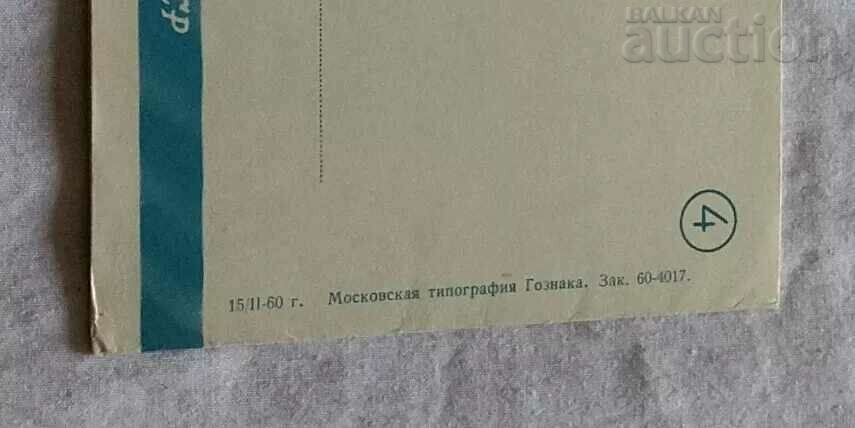 BALKAN
auction
4
15/II-60 г. Московская типография Гознака. Зак. 60-4017.